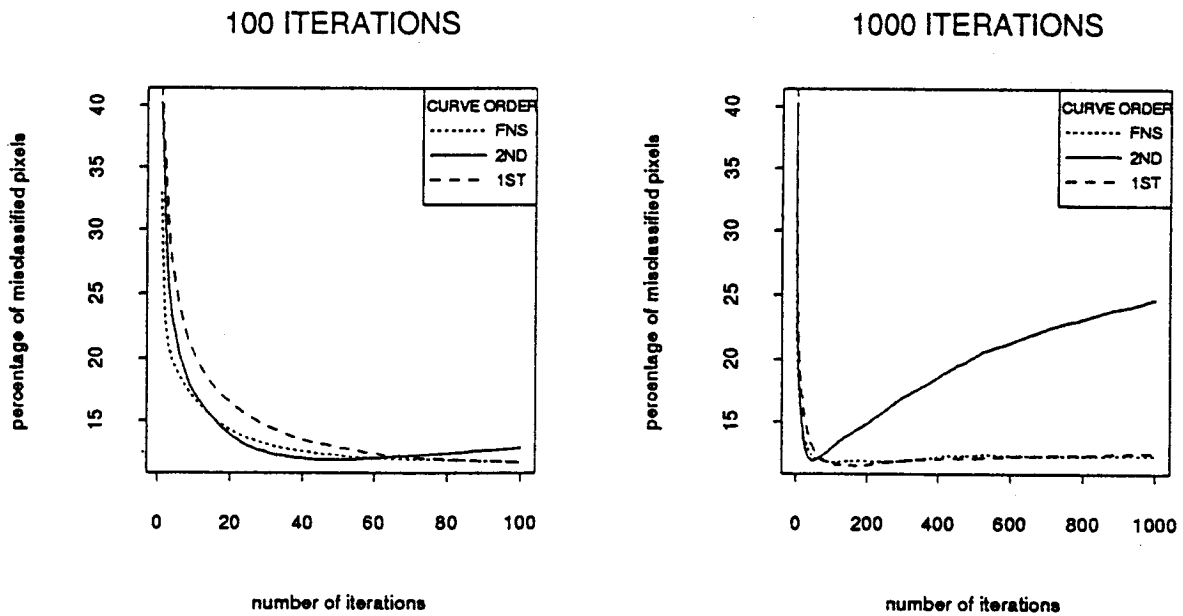 100 ITERATIONS
percentage of misclassified pixels
40
35
30
25
20
15
CURVE ORDER
FNS
2ND
1ST
0 20 40 60 80 100
number of iterations
1000 ITERATIONS
percentage of misclassified pixels
40
35
30
25
20
15
CURVE ORDER
FNS
2ND
1ST
0 200 400 600 800 1000
number of iterations